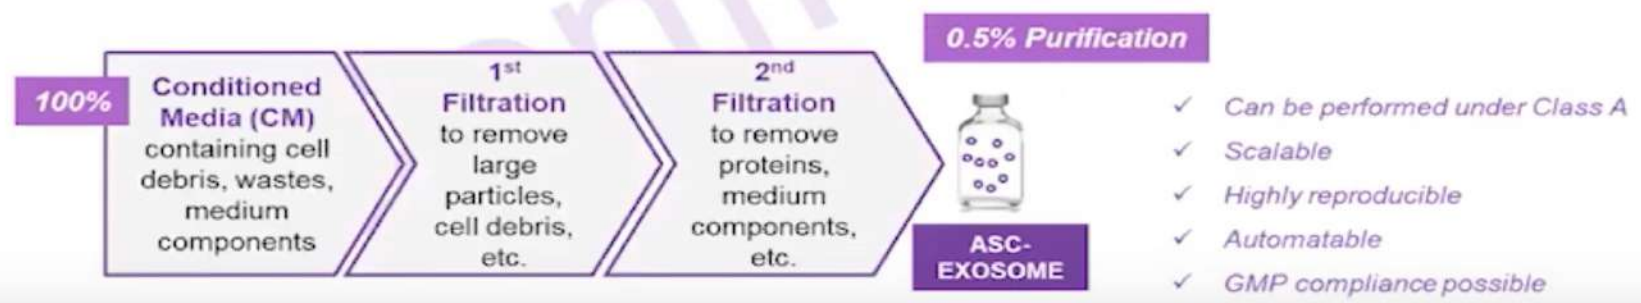 100%
Conditioned
Media (CM)
containing cell
debris, wastes,
medium
components
1st
Filtration
to remove
large
particles,
cell debris,
etc.
2nd
Filtration
to remove
proteins,
medium
components,
etc.
0.5% Purification
ASC-
EXOSOME
✓ Can be performed under Class A
✓ Scalable
✓ Highly reproducible
✓ Automatable
✓ GMP compliance possible